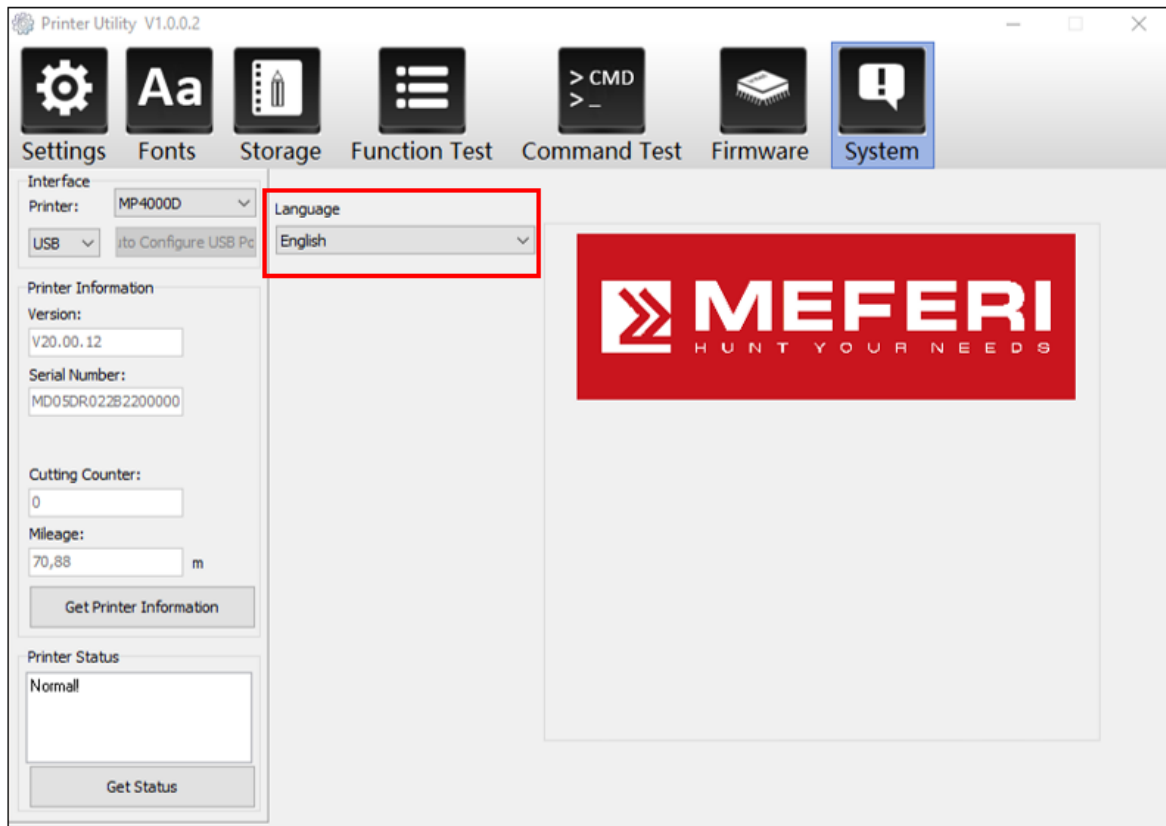 Printer Utility V1.0.0.2
Aa
> CMD
> _
Settings Fonts Storage Function Test Command Test Firmware System
Interface
Printer: MP4000D
USB ito Configure USB Po
Language
English
MEFERI
HUNT YOUR NEEDS
Printer Information
Version:
V20.00.12
Serial Number:
MD05DR022B2200000
Cutting Counter:
0
Mileage:
70,88 m
Get Printer Information
Printer Status
Normal!
Get Status